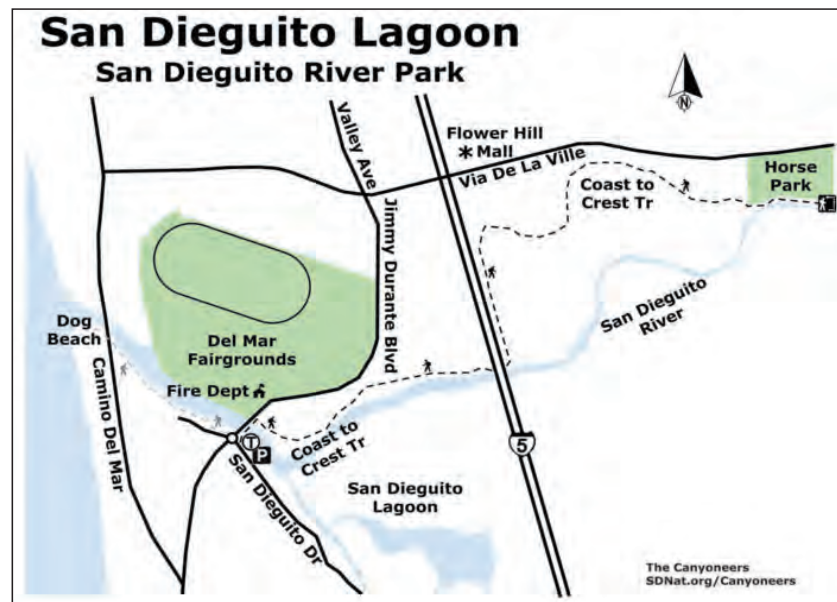 San Dieguito Lagoon
San Dieguito River Park
N
Valley Ave
Flower Hill
Mall
Via De La Ville
Horse
Park
Coast to
Crest Tr
Jimmy Durante Blvd
San Dieguito
River
Dog
Beach
Camino Del Mar
Del Mar
Fairgrounds
Fire Dept
T
P
Coast to
Crest Tr
5
San Dieguito Dr
San Dieguito
Lagoon
The Canyoneers
SDNat.org/Canyoneers